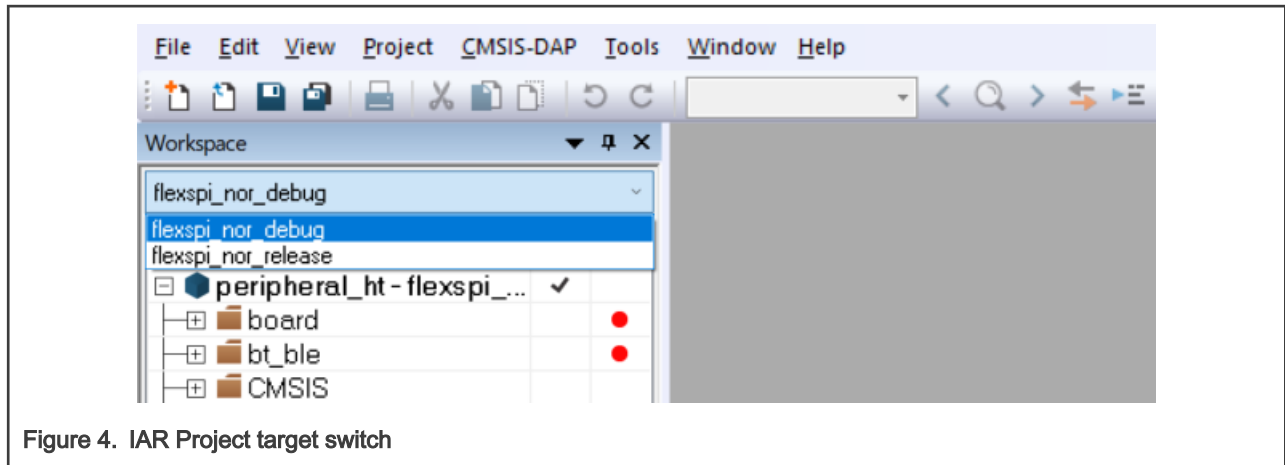 File Edit View Project CMSIS-DAP Tools Window Help
Workspace
flexspi_nor_debug
flexspi_nor_debug
flexspi_nor_release
peripheral_ht - flexspi_...
board
bt_ble
CMSIS
Figure 4. IAR Project target switch